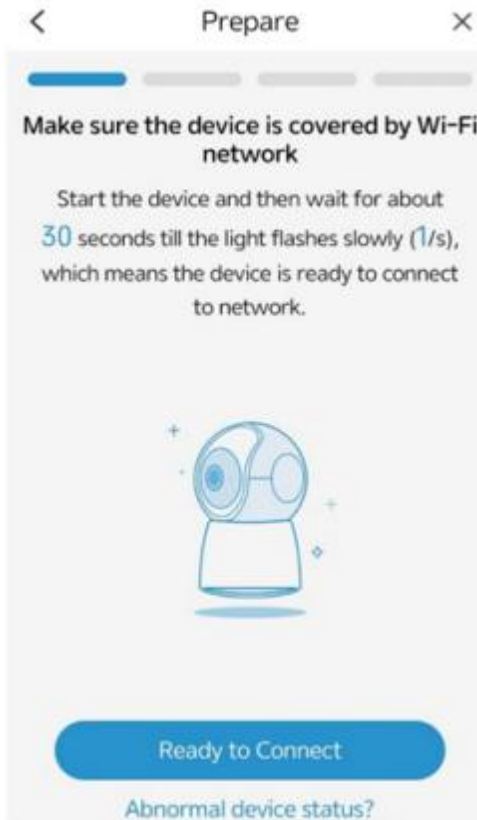 Prepare
Make sure the device is covered by Wi-Fi
network
Start the device and then wait for about
30 seconds till the light flashes slowly (1/s),
which means the device is ready to connect
to network.
Ready to Connect
Abnormal device status?